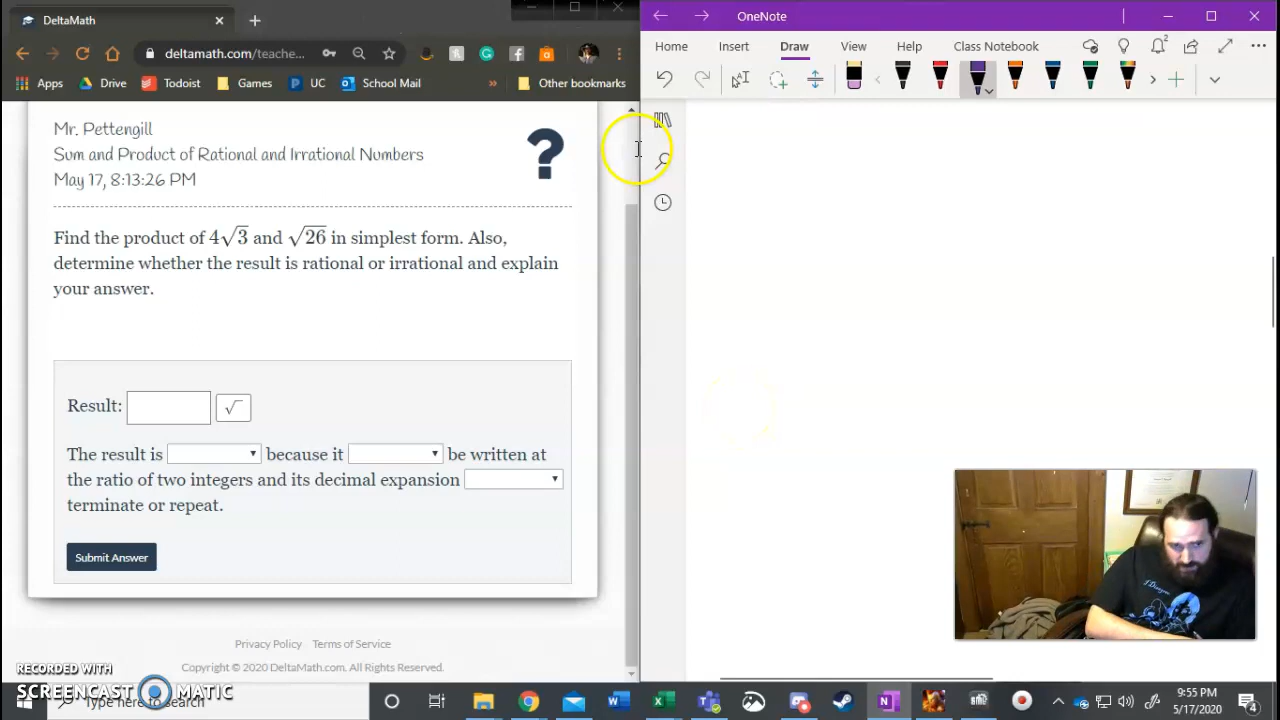 DeltaMath
OneNote
deltamath.com/teache...
Home Insert Draw View Help Class Notebook
Apps Drive Todoist Games UC School Mail » Other bookmarks
Mr. Pettengill
Sum and Product of Rational and Irrational Numbers
May 17, 8:13:26 PM
?
Find the product of 4√3 and √26 in simplest form. Also,
determine whether the result is rational or irrational and explain
your answer.
Result: √
The result is because it be written at
the ratio of two integers and its decimal expansion
terminate or repeat.
Submit Answer
Privacy Policy Terms of Service
Copyright © 2020 DeltaMath.com. All Rights Reserved.
RECORDED WITH
SCREENCAST MATIC
Type here to search
9:55 PM
5/17/2020
4